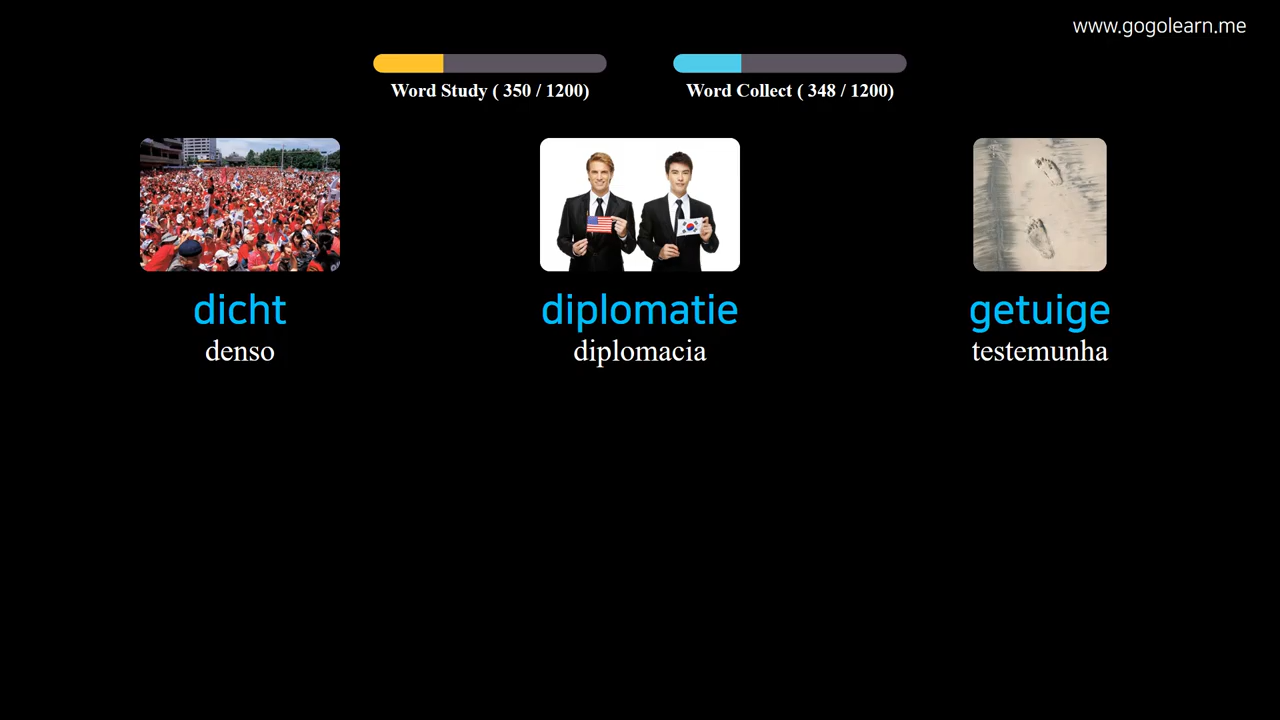 www.gogolearn.me
Word Study ( 350 / 1200)
Word Collect ( 348 / 1200)
dicht
denso
diplomatie
diplomacia
getuige
testemunha